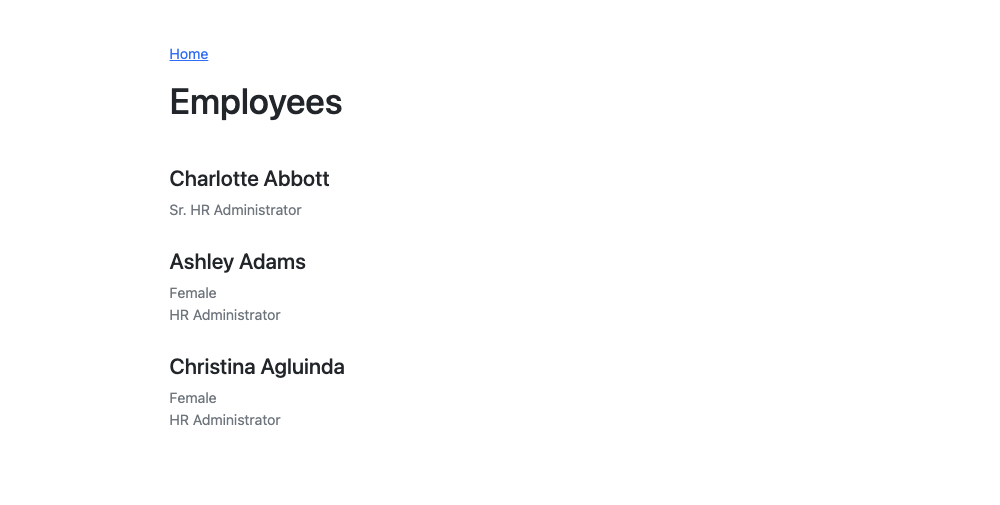 Home
Employees
Charlotte Abbott
Sr. HR Administrator
Ashley Adams
Female
HR Administrator
Christina Agluinda
Female
HR Administrator